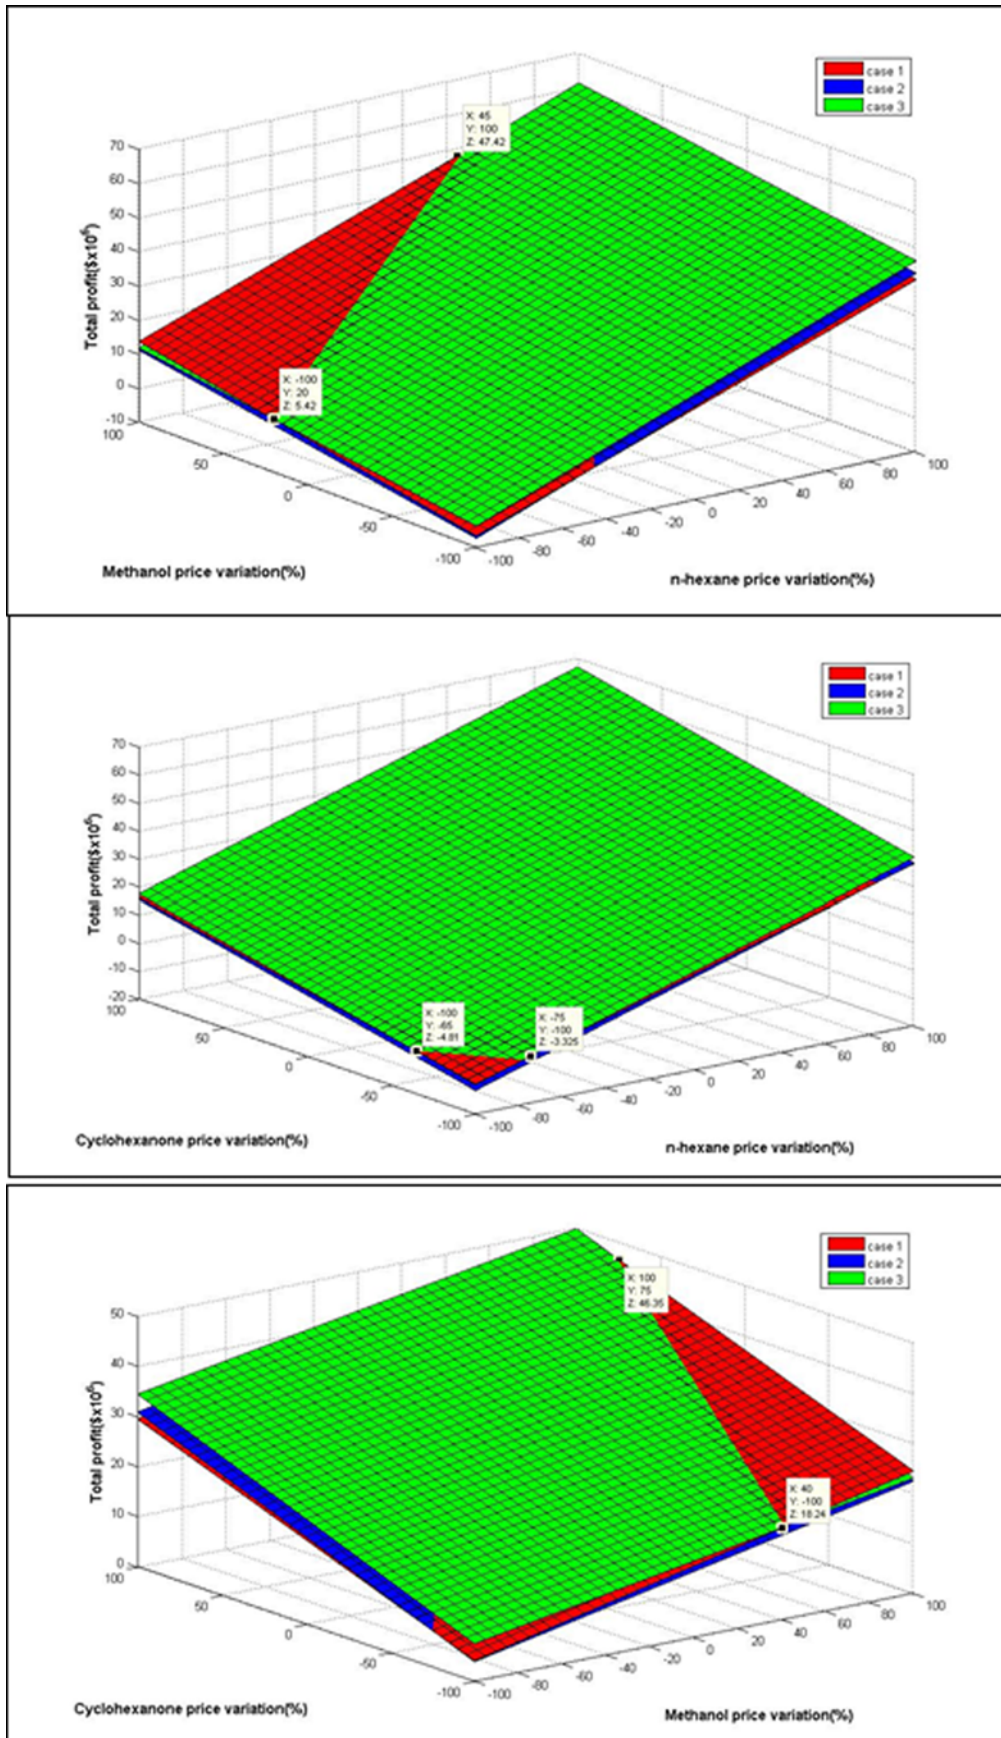 case 1
case 2
case 3
X: 45
Y: 100
Z: 47.42
X: -100
Y: 20
Z: 5.42
Total profit($x10⁶)
70
60
50
40
30
20
10
0
-10
100
50
0
-50
-100
-100
-80
-60
-40
-20
0
20
40
60
80
100
Methanol price variation(%)
n-hexane price variation(%)
case 1
case 2
case 3
Total profit($x10⁶)
70
60
50
40
30
20
10
0
-10
-20
X: -100
Y: -65
Z: -4.81
X: -75
Y: -100
Z: -3.325
100
50
0
-50
-100
-100
-80
-60
-40
-20
0
20
40
60
80
100
Cyclohexanone price variation(%)
n-hexane price variation(%)
case 1
case 2
case 3
X: 100
Y: 75
Z: 46.35
X: 40
Y: -100
Z: 18.24
Total profit($x10⁶)
50
40
30
20
10
0
100
50
0
-50
-100
-100
-80
-60
-40
-20
0
20
40
60
80
100
Cyclohexanone price variation(%)
Methanol price variation(%)